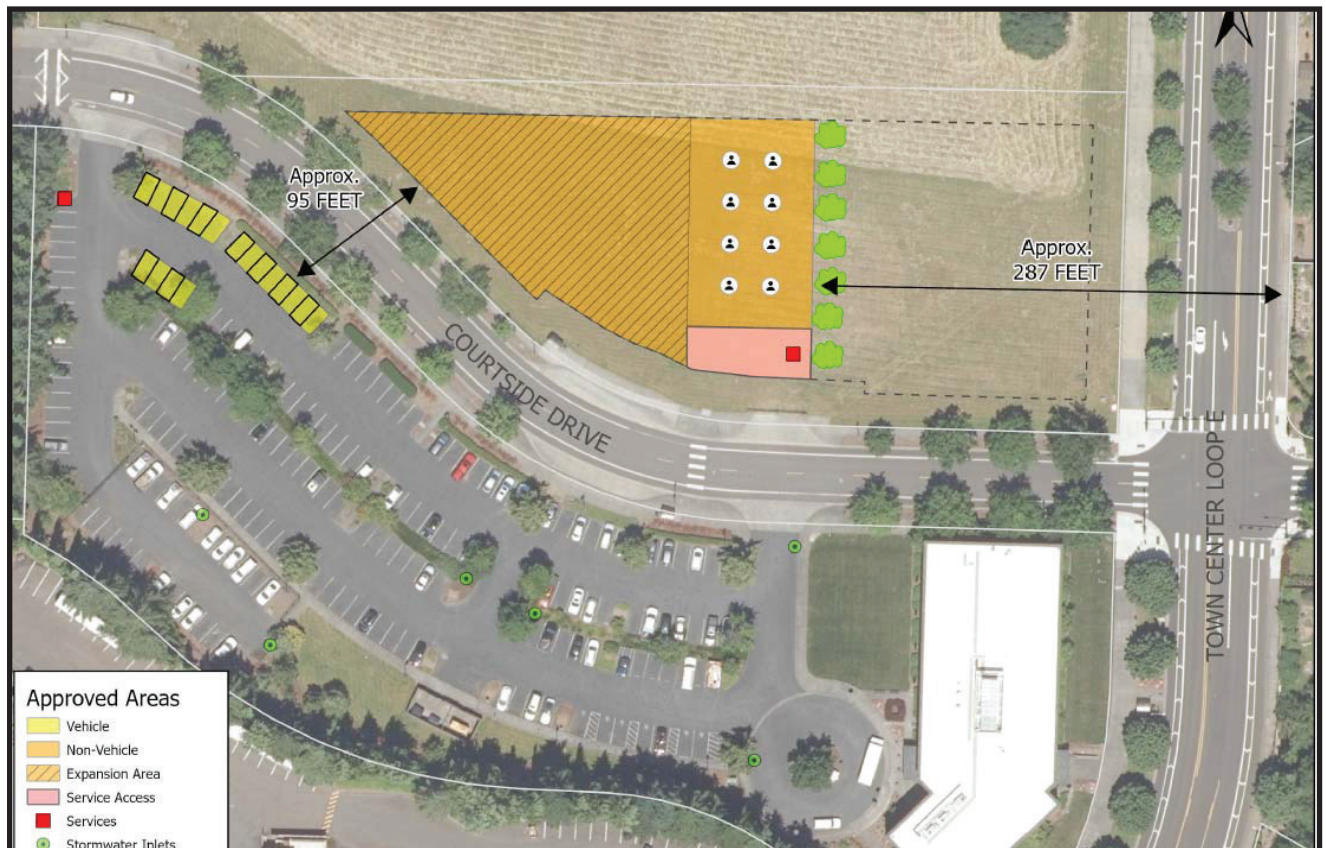 Approx.
95 FEET
Approx.
287 FEET
COURTSIDE DRIVE
TOWN CENTER LOOP E
Approved Areas
Vehicle
Non-Vehicle
Expansion Area
Service Access
Services
Stormwater Inlets